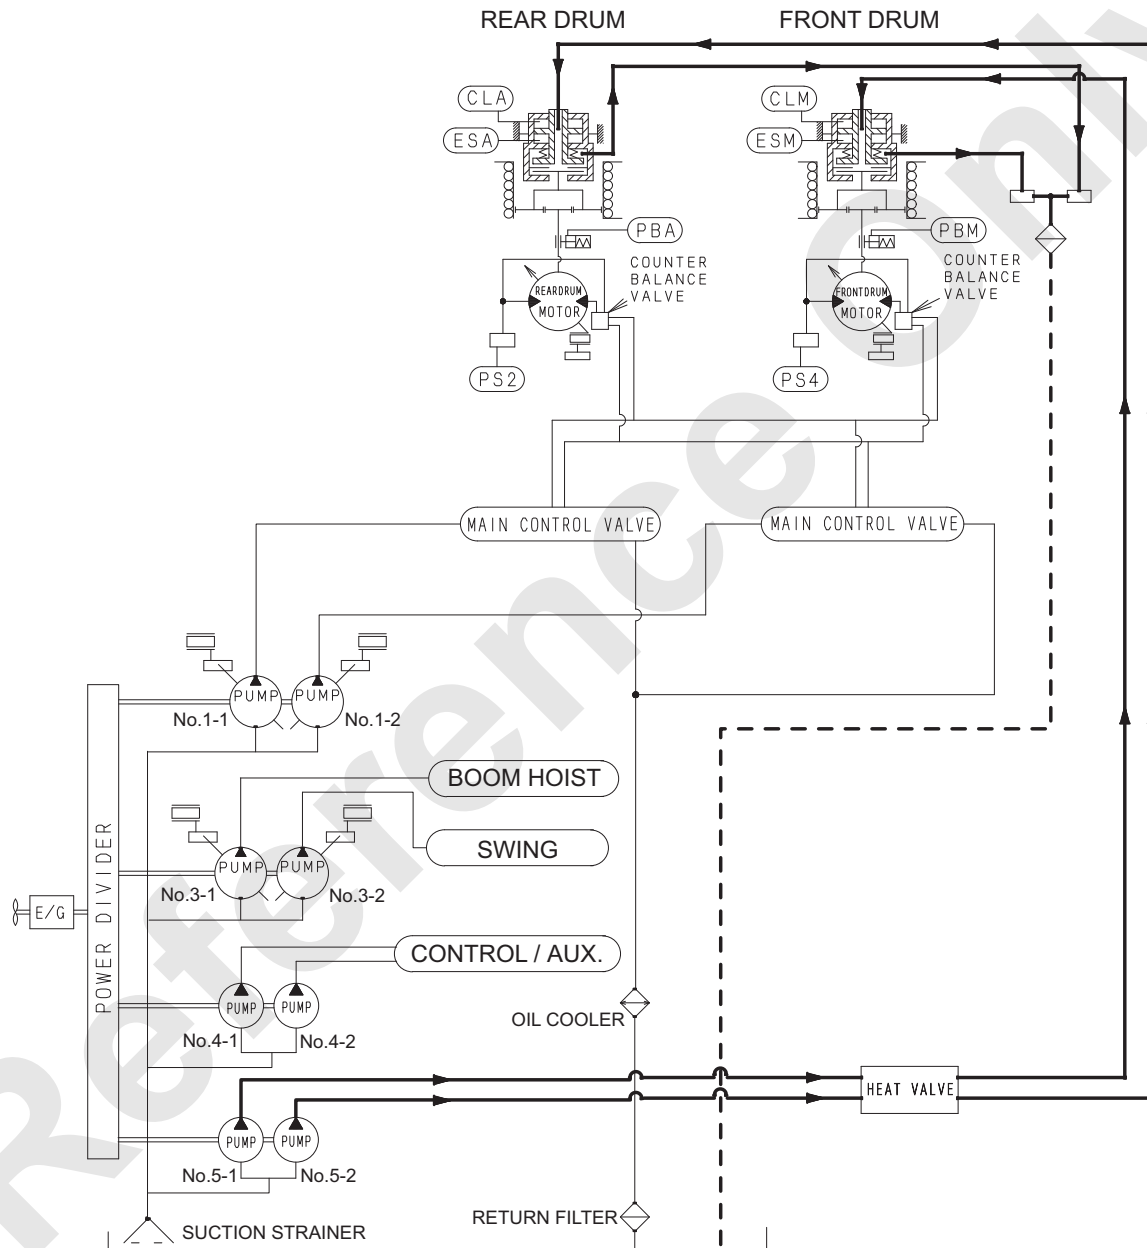 REAR DRUM
FRONT DRUM
CLA
CLM
ESA
ESM
PBA
PBM
COUNTER
BALANCE
VALVE
COUNTER
BALANCE
VALVE
REARDRUM
MOTOR
FRONTDRUM
MOTOR
PS2
PS4
MAIN CONTROL VALVE
MAIN CONTROL VALVE
PUMP
PUMP
No.1-1
No.1-2
BOOM HOIST
SWING
PUMP
PUMP
No.3-1
No.3-2
E/G
POWER DIVIDER
CONTROL / AUX.
PUMP
PUMP
No.4-1
No.4-2
OIL COOLER
HEAT VALVE
PUMP
PUMP
No.5-1
No.5-2
RETURN FILTER
SUCTION STRAINER
Reference Only